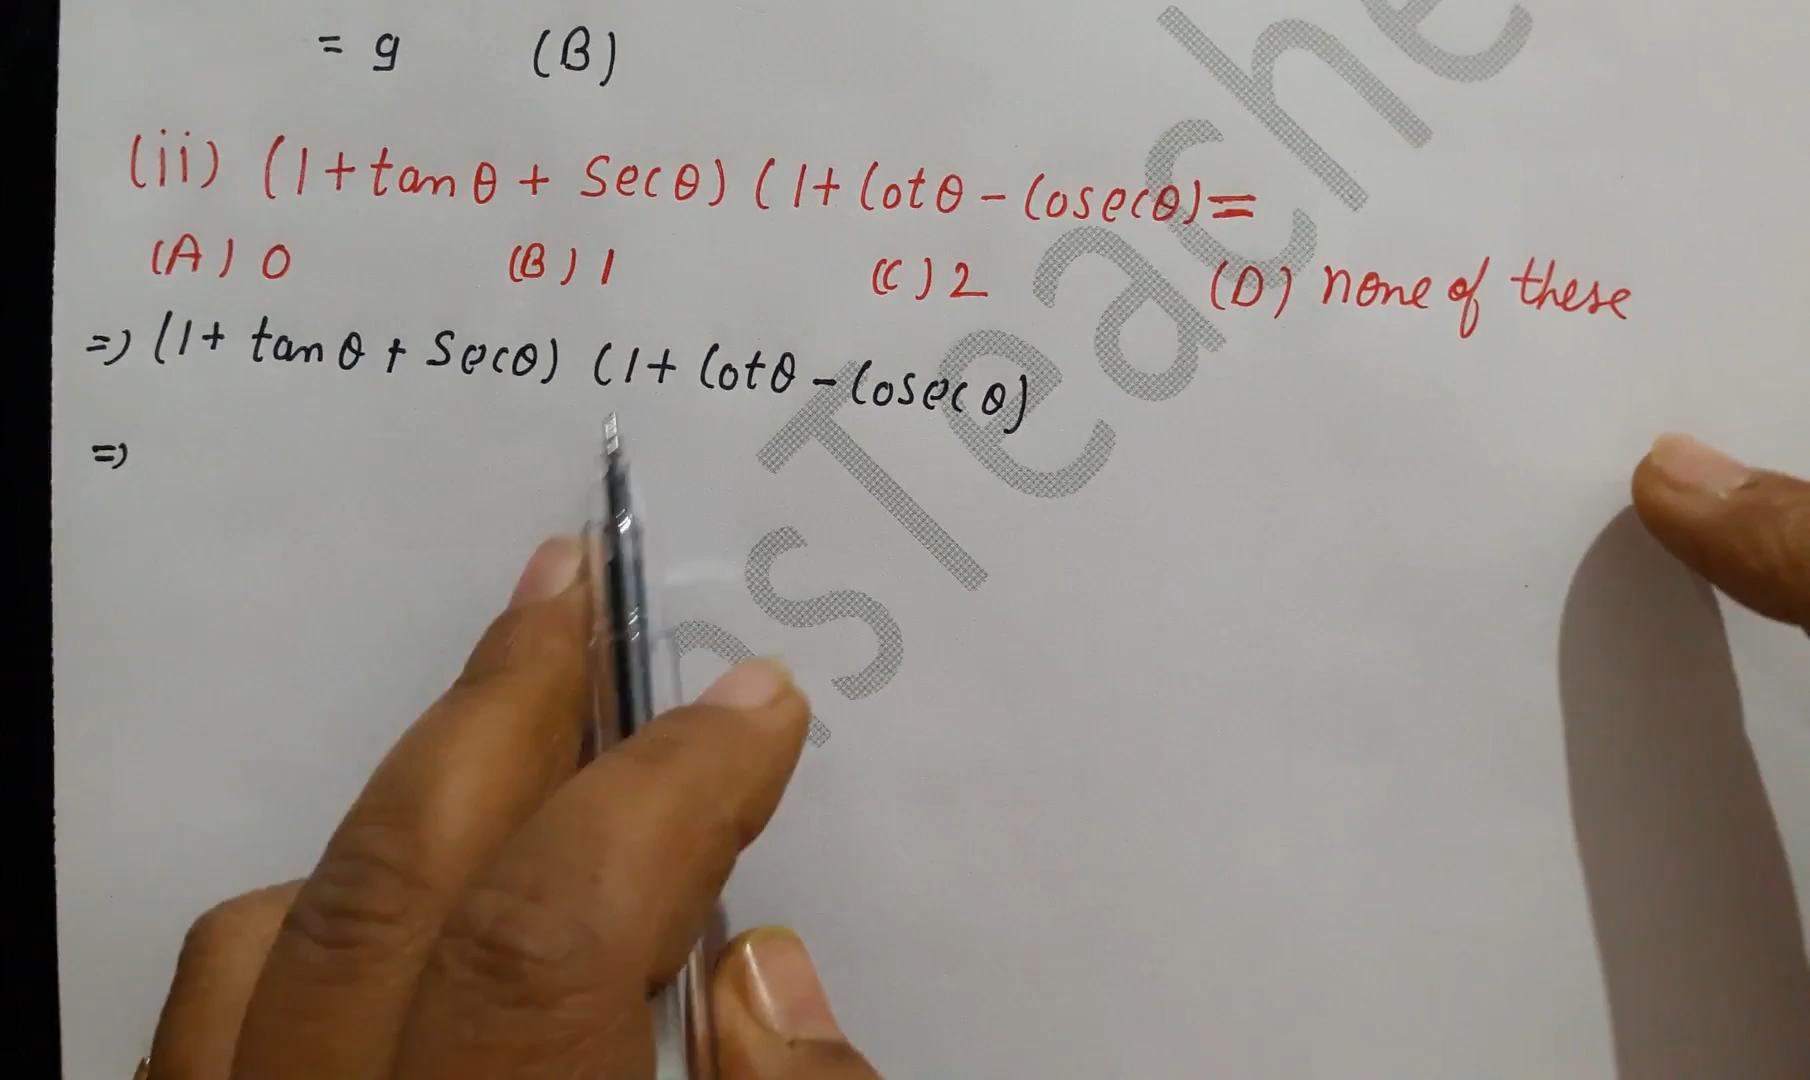 = 9 (B)
(ii) (1+tanθ + Secθ) (1+ Cotθ - Cosecθ)=
(A) 0 (B) 1 (C) 2 (D) none of these
=) (1+ tanθ + Secθ) (1+ Cotθ - Cosecθ)
=)
sTeache